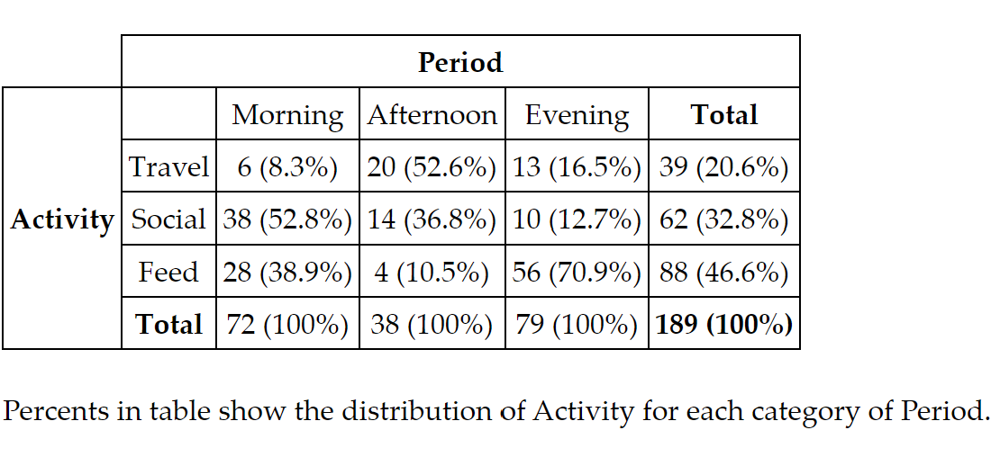 Period
Morning Afternoon Evening Total
Travel 6 (8.3%) 20 (52.6%) 13 (16.5%) 39 (20.6%)
Activity Social 38 (52.8%) 14 (36.8%) 10 (12.7%) 62 (32.8%)
Feed 28 (38.9%) 4 (10.5%) 56 (70.9%) 88 (46.6%)
Total 72 (100%) 38 (100%) 79 (100%) 189 (100%)
Percents in table show the distribution of Activity for each category of Period.